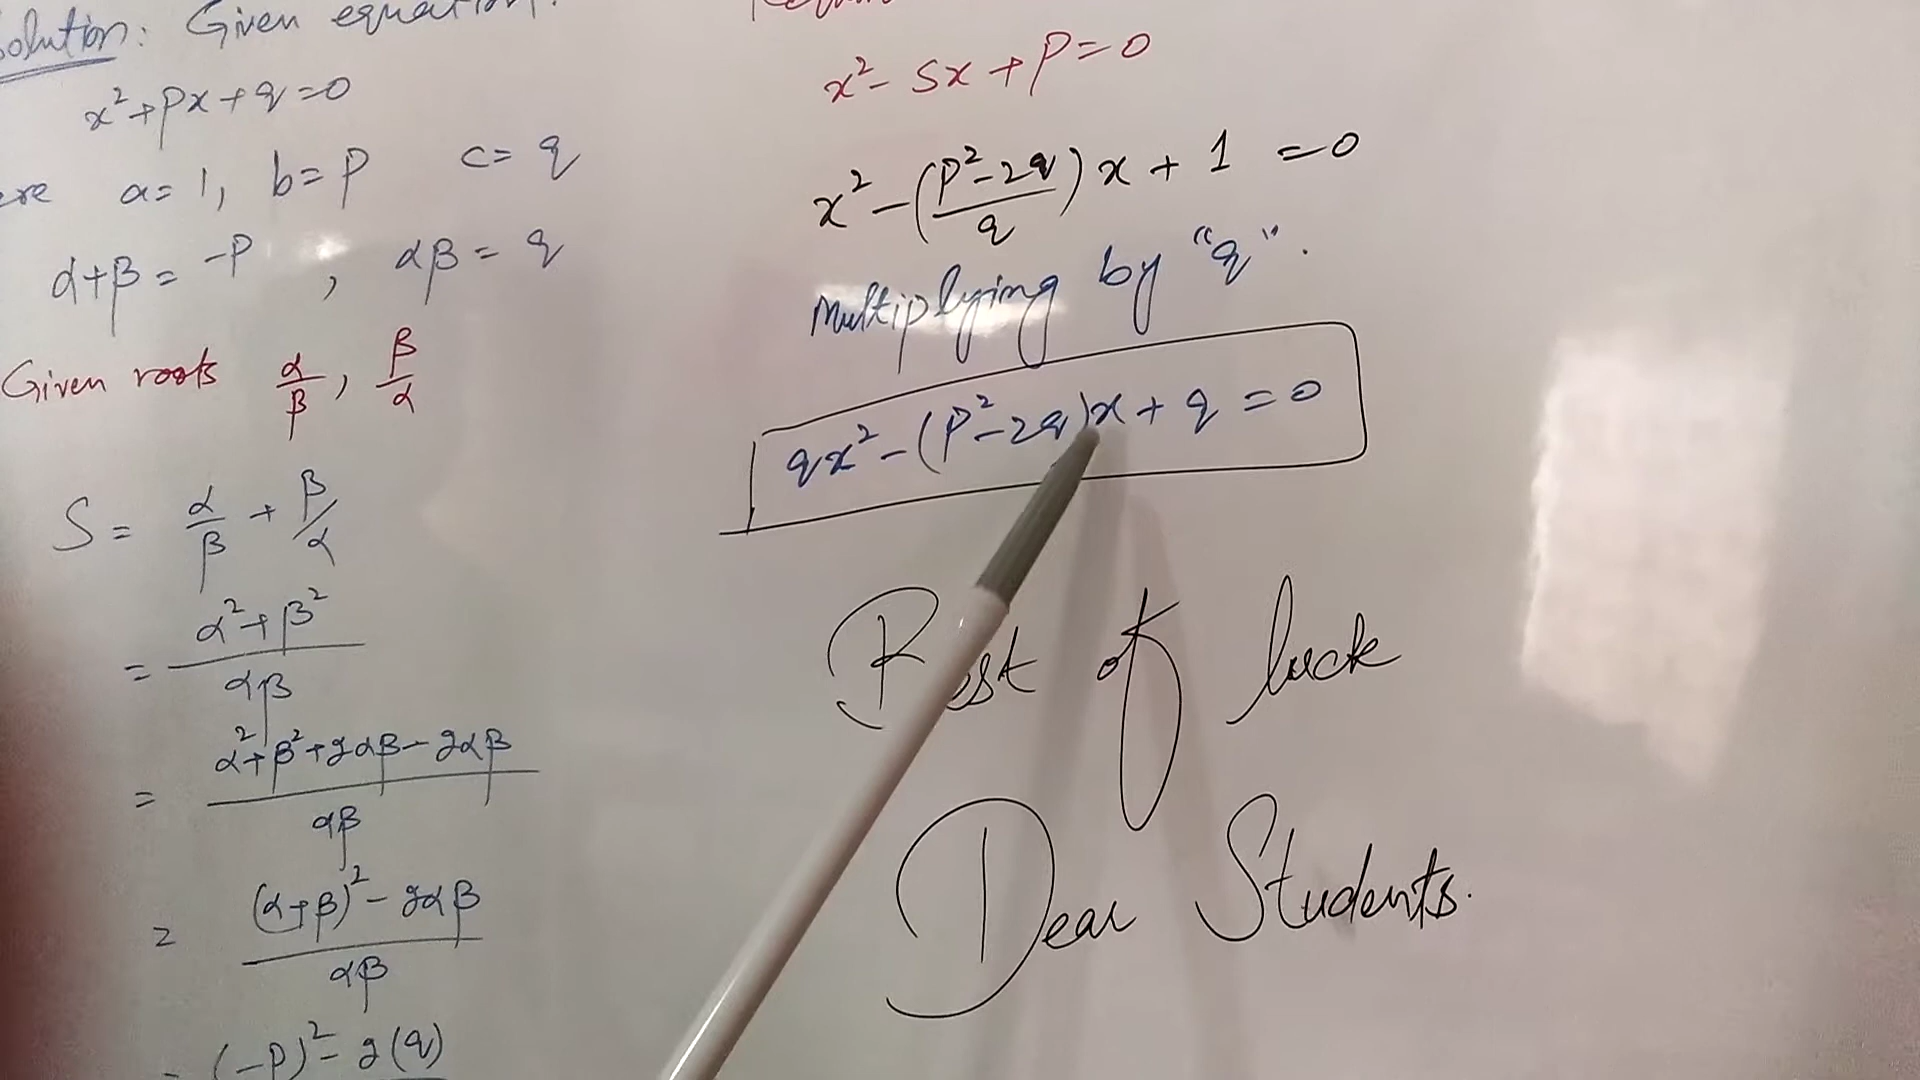 Solution: Given equation.
x²+px+q=0
a=1, b=p c=q
α+β=-p, αβ=q
Given roots α/β, β/α
S= α/β + β/α
= (α²+β²)/αβ
= (α²+β²+2αβ-2αβ)/αβ
= ((α+β)²-2αβ)/αβ
= (-p)²-2(q)
x²-Sx+P=0
x²-((p²-2q)/q)x+1=0
Multiplying by "q".
qx²-(p²-2q)x+q=0
Best of luck
Dear Students.